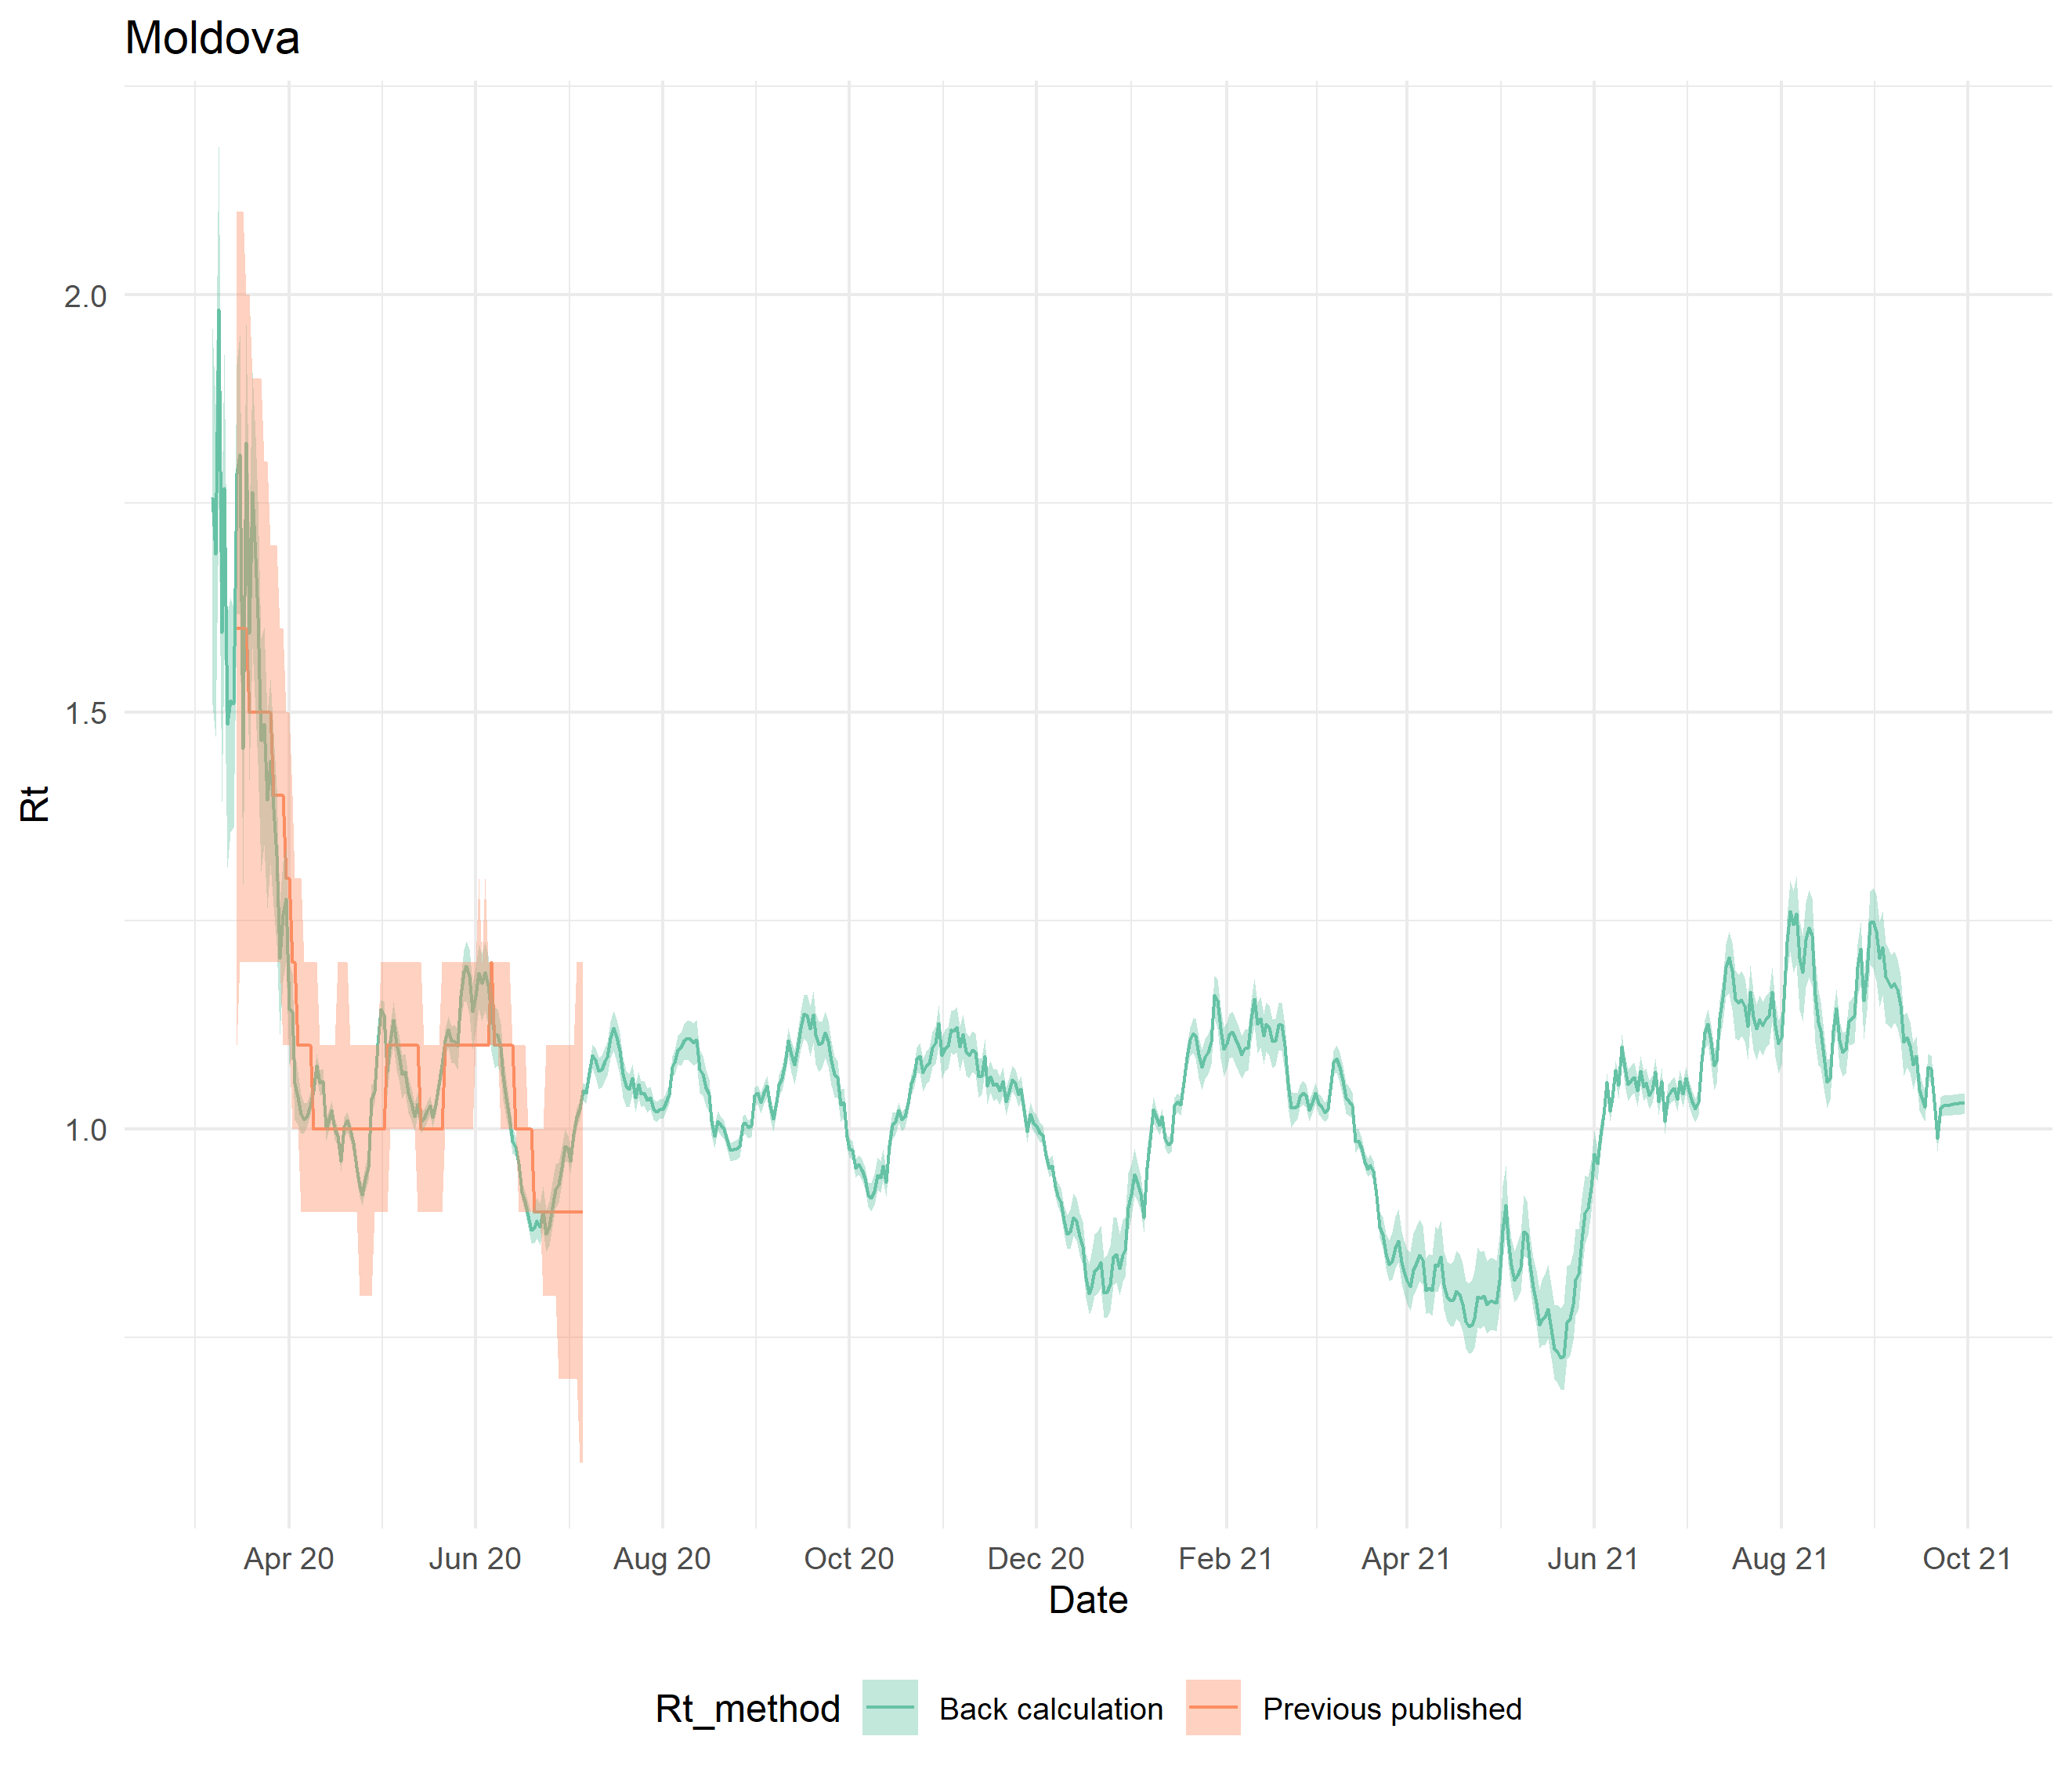 Moldova
2.0
1.5
1.0
Rt
Apr 20 Jun 20 Aug 20 Oct 20 Dec 20 Feb 21 Apr 21 Jun 21 Aug 21 Oct 21
Date
Rt_method Back calculation Previous published